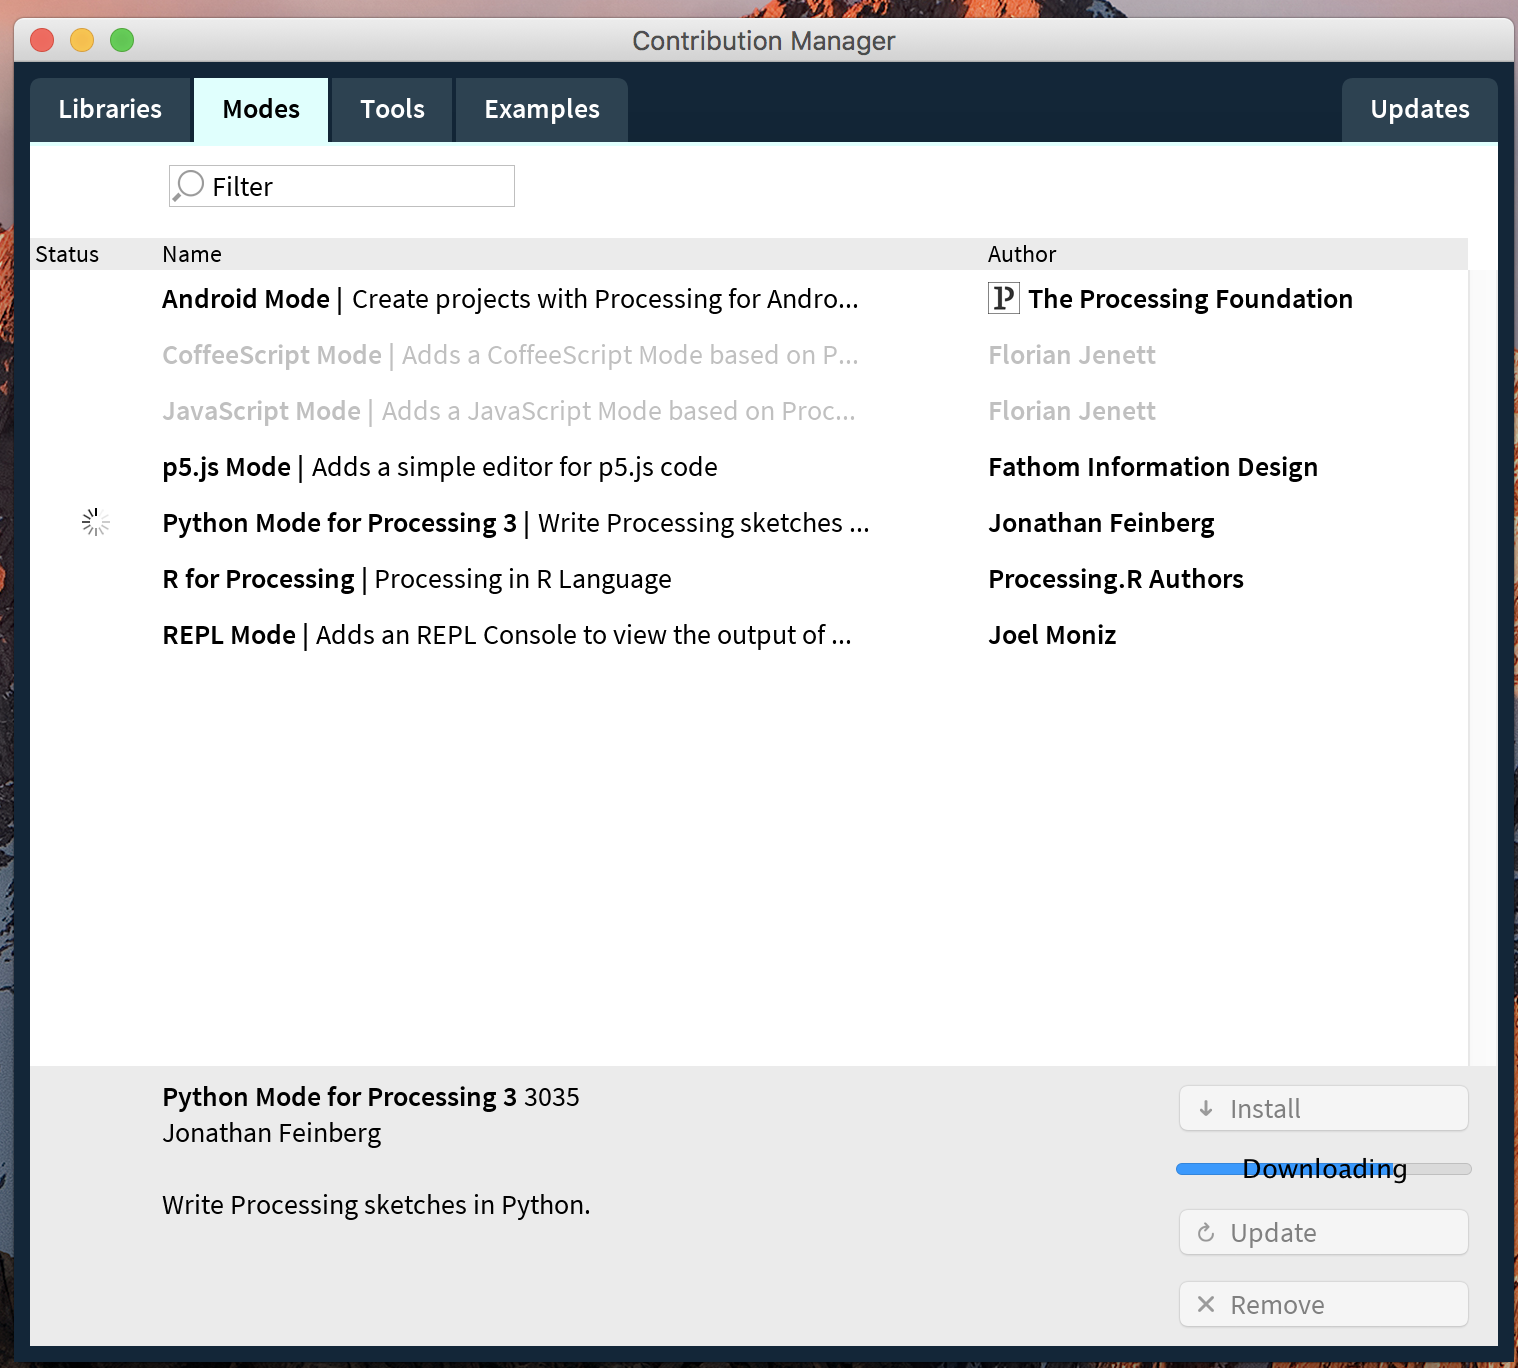 Contribution Manager
Libraries Modes Tools Examples Updates
Filter
Status Name Author
Android Mode | Create projects with Processing for Andro... P The Processing Foundation
CoffeeScript Mode | Adds a CoffeeScript Mode based on P... Florian Jenett
JavaScript Mode | Adds a JavaScript Mode based on Proc... Florian Jenett
p5.js Mode | Adds a simple editor for p5.js code Fathom Information Design
Python Mode for Processing 3 | Write Processing sketches ... Jonathan Feinberg
R for Processing | Processing in R Language Processing.R Authors
REPL Mode | Adds an REPL Console to view the output of ... Joel Moniz
Python Mode for Processing 3 3035
Jonathan Feinberg
Write Processing sketches in Python.
Install
Downloading
Update
Remove